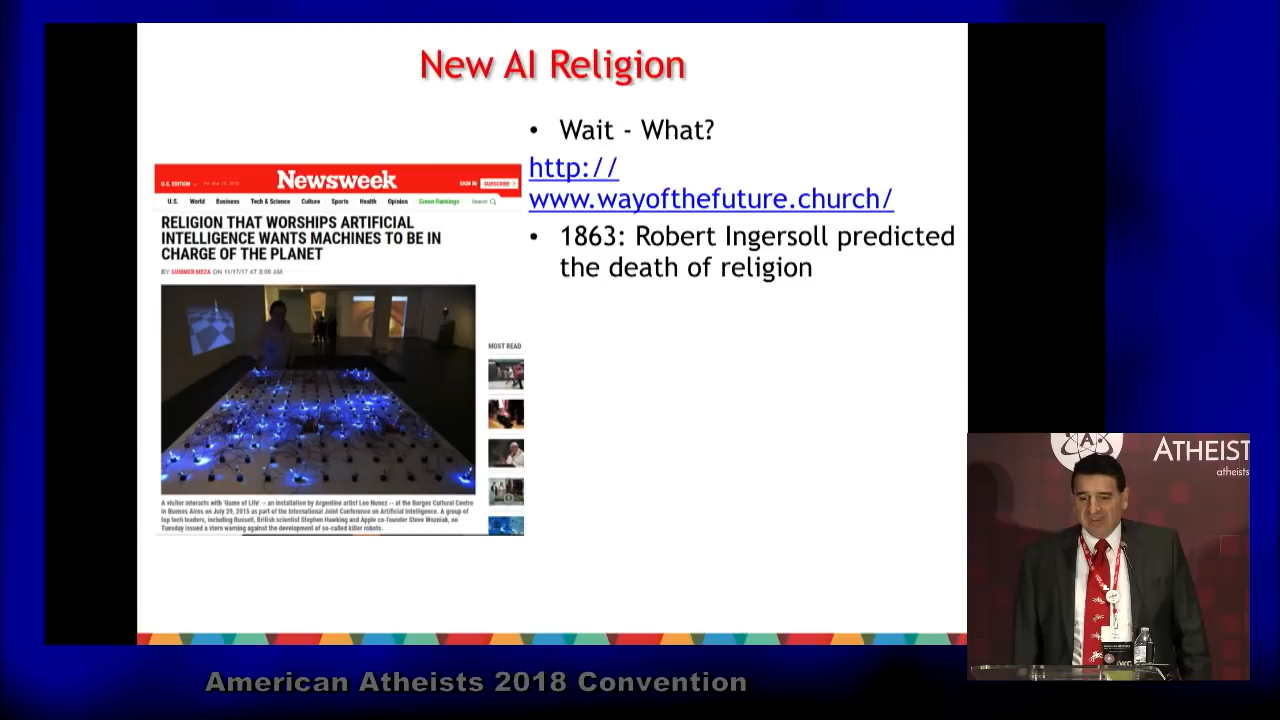 New AI Religion
• Wait - What?
http://
www.wayofthefuture.church/
• 1863: Robert Ingersoll predicted
the death of religion
U.S. EDITION
Newsweek
SIGN IN
SUBSCRIBE >
U.S. World Business Tech & Science Culture Sports Health Opinion Green Rankings Search
RELIGION THAT WORSHIPS ARTIFICIAL
INTELLIGENCE WANTS MACHINES TO BE IN
CHARGE OF THE PLANET
BY SUMMER MEZA ON 11/17/17 AT 8:00 AM
MOST READ
A visitor interacts with 'Game of Life' -- an installation by Argentine artist Leo Nunez -- at the Borges Cultural Centre
in Buenos Aires on July 29, 2015 as part of the International Joint Conference on Artificial Intelligence. A group of
top tech leaders, including Russell, British scientist Stephen Hawking and Apple co-founder Steve Wozniak, on
Tuesday issued a stern warning against the development of so-called killer robots.
A
ATHEIST
atheists
OKC
American Atheists 2018 Convention